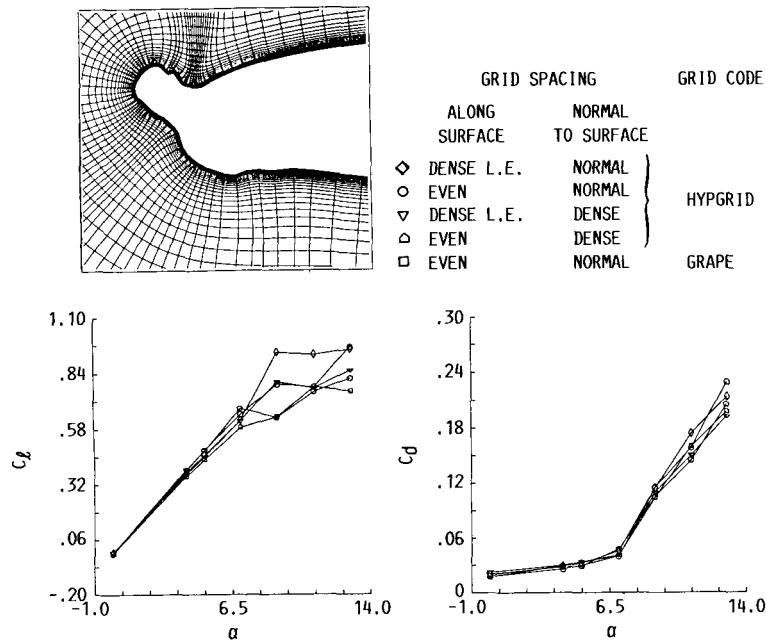 GRID SPACING GRID CODE
ALONG SURFACE NORMAL TO SURFACE
DENSE L.E. NORMAL
EVEN NORMAL
DENSE L.E. DENSE
EVEN DENSE
HYPGRID
EVEN NORMAL GRAPE
1.10
.84
.58
.32
.06
-.20
-1.0 6.5 14.0
Cℓ
α
.30
.24
.18
.12
.06
0
-1.0 6.5 14.0
Cd
α